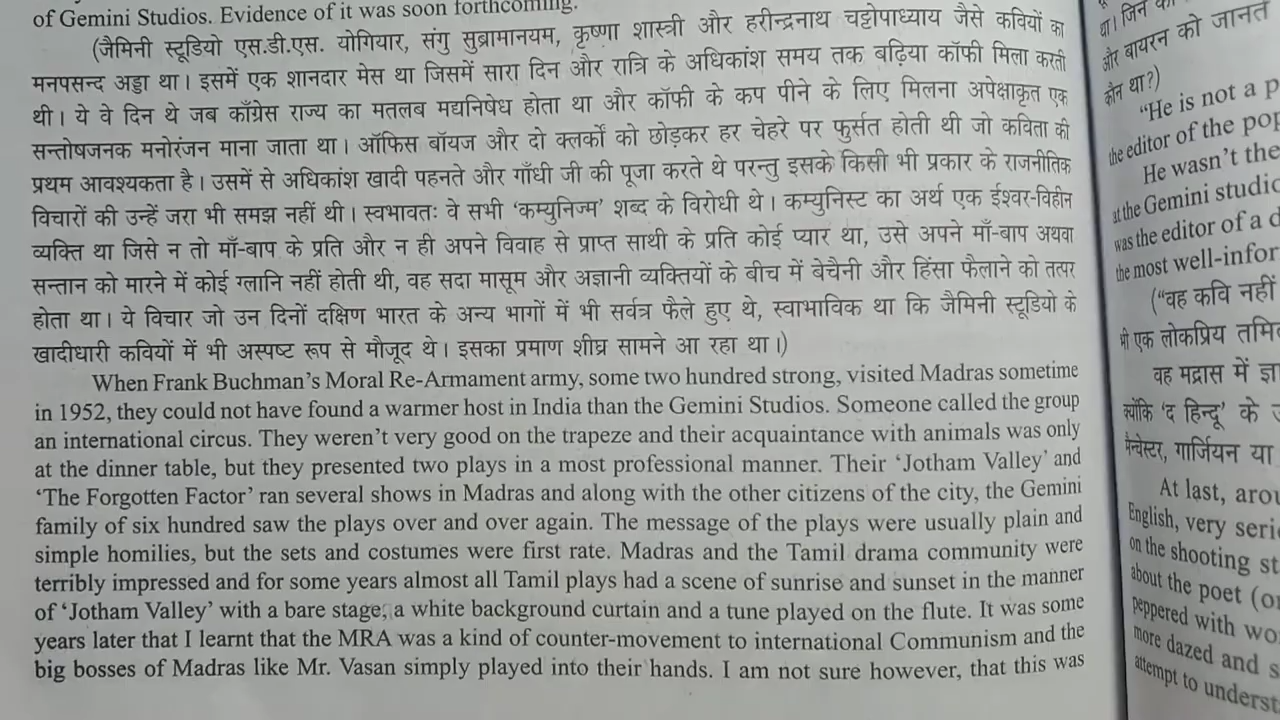 of Gemini Studios. Evidence of it was soon forthcoming.
(जैमिनी स्टूडियो एस.डी.एस. योगियार, संगु सुब्रामानयम, कृष्णा शास्त्री और हरीन्द्रनाथ चट्टोपाध्याय जैसे कवियों का
मनपसन्द अड्डा था। इसमें एक शानदार मेस था जिसमें सारा दिन और रात्रि के अधिकांश समय तक बढ़िया कॉफी मिला करती
थी। ये वे दिन थे जब काँग्रेस राज्य का मतलब मद्यनिषेध होता था और कॉफी के कप पीने के लिए मिलना अपेक्षाकृत एक
सन्तोषजनक मनोरंजन माना जाता था। ऑफिस बॉयज और दो क्लर्कों को छोड़कर हर चेहरे पर फुर्सत होती थी जो कविता की
प्रथम आवश्यकता है। उसमें से अधिकांश खादी पहनते और गाँधी जी की पूजा करते थे परन्तु इसके किसी भी प्रकार के राजनीतिक
विचारों की उन्हें जरा भी समझ नहीं थी। स्वभावतः वे सभी ‘कम्युनिज्म’ शब्द के विरोधी थे। कम्युनिस्ट का अर्थ एक ईश्वर-विहीन
व्यक्ति था जिसे न तो माँ-बाप के प्रति और न ही अपने विवाह से प्राप्त साथी के प्रति कोई प्यार था, उसे अपने माँ-बाप अथवा
सन्तान को मारने में कोई ग्लानि नहीं होती थी, वह सदा मासूम और अज्ञानी व्यक्तियों के बीच में बेचैनी और हिंसा फैलाने को तत्पर
होता था। ये विचार जो उन दिनों दक्षिण भारत के अन्य भागों में भी सर्वत्र फैले हुए थे, स्वाभाविक था कि जैमिनी स्टूडियो के
खादीधारी कवियों में भी अस्पष्ट रूप से मौजूद थे। इसका प्रमाण शीघ्र सामने आ रहा था।)
When Frank Buchman’s Moral Re-Armament army, some two hundred strong, visited Madras sometime
in 1952, they could not have found a warmer host in India than the Gemini Studios. Someone called the group
an international circus. They weren’t very good on the trapeze and their acquaintance with animals was only
at the dinner table, but they presented two plays in a most professional manner. Their ‘Jotham Valley’ and
‘The Forgotten Factor’ ran several shows in Madras and along with the other citizens of the city, the Gemini
family of six hundred saw the plays over and over again. The message of the plays were usually plain and
simple homilies, but the sets and costumes were first rate. Madras and the Tamil drama community were
terribly impressed and for some years almost all Tamil plays had a scene of sunrise and sunset in the manner
of ‘Jotham Valley’ with a bare stage, a white background curtain and a tune played on the flute. It was some
years later that I learnt that the MRA was a kind of counter-movement to international Communism and the
big bosses of Madras like Mr. Vasan simply played into their hands. I am not sure however, that this was
था। जिन
और बायरन को जानते
कौन था?)
“He is not a p
the editor of the pop
He wasn’t the
at the Gemini studio
was the editor of a d
the most well-infor
(“वह कवि नहीं
भी एक लोकप्रिय तमि
वह मद्रास में ज्ञा
क्योंकि ‘द हिन्दू’ के
मैन्चेस्टर, गार्जियन या
At last, arou
English, very serio
on the shooting st
about the poet (or
peppered with wo
more dazed and s
attempt to underst